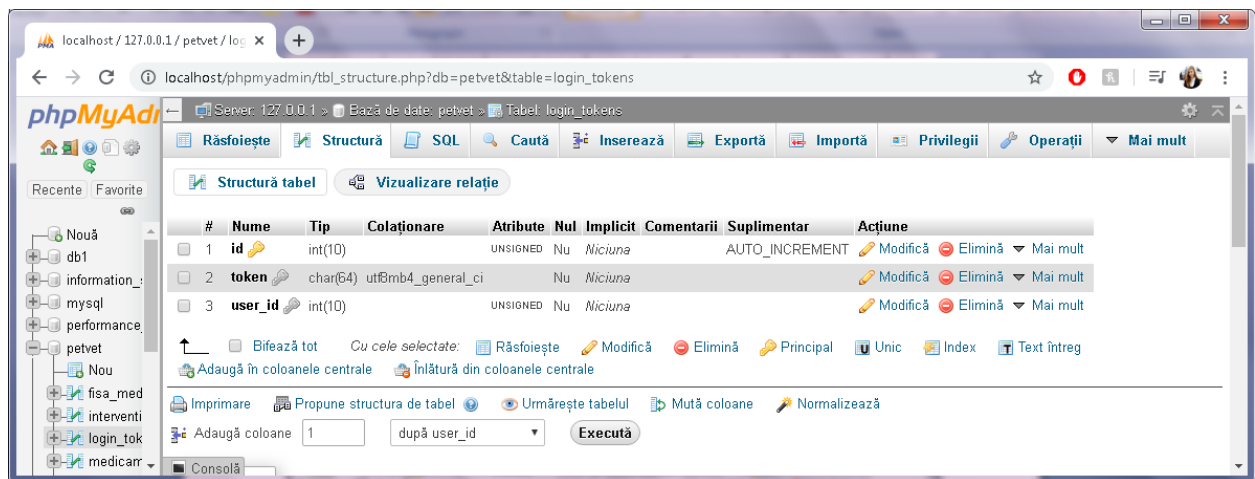 localhost / 127.0.0.1 / petvet / log
localhost/phpmyadmin/tbl_structure.php?db=petvet&table=login_tokens
phpMyAdr
Recente Favorite
Nouă
db1
information_
mysql
performance_
petvet
Nou
fisa_med
interventi
login_tok
medicam
Server: 127.0.0.1 » Bază de date: petvet » Tabel: login_tokens
Răsfoiește Structură SQL Caută Inserează Exportă Importă Privilegii Operații Mai mult
Structură tabel Vizualizare relație
# Nume Tip Colaționare Atribute Nul Implicit Comentarii Suplimentar Acțiune
1 id int(10) UNSIGNED Nu Niciuna AUTO_INCREMENT Modifică Elimină Mai mult
2 token char(64) utf8mb4_general_ci Nu Niciuna Modifică Elimină Mai mult
3 user_id int(10) UNSIGNED Nu Niciuna Modifică Elimină Mai mult
Bifează tot Cu cele selectate: Răsfoiește Modifică Elimină Principal Unic Index Text întreg
Adaugă în coloanele centrale Înlătură din coloanele centrale
Imprimare Propune structura de tabel Urmărește tabelul Mută coloane Normalizează
Adaugă coloane 1 după user_id Execută
Consolă